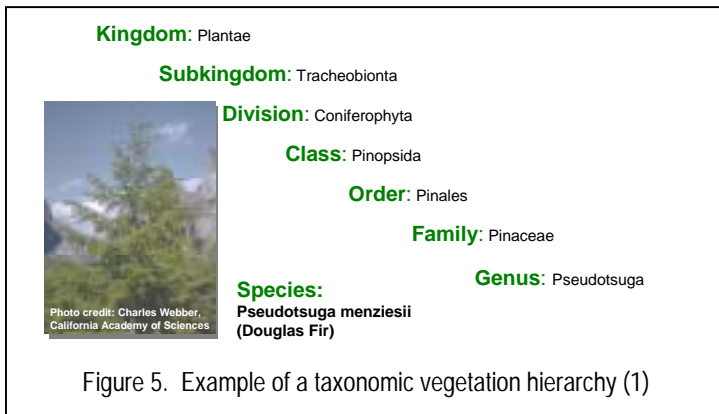 Kingdom: Plantae
Subkingdom: Tracheobionta
Division: Coniferophyta
Class: Pinopsida
Order: Pinales
Family: Pinaceae
Genus: Pseudotsuga
Species:
Pseudotsuga menziesii
(Douglas Fir)
Photo credit: Charles Webber,
California Academy of Sciences
Figure 5. Example of a taxonomic vegetation hierarchy (1)